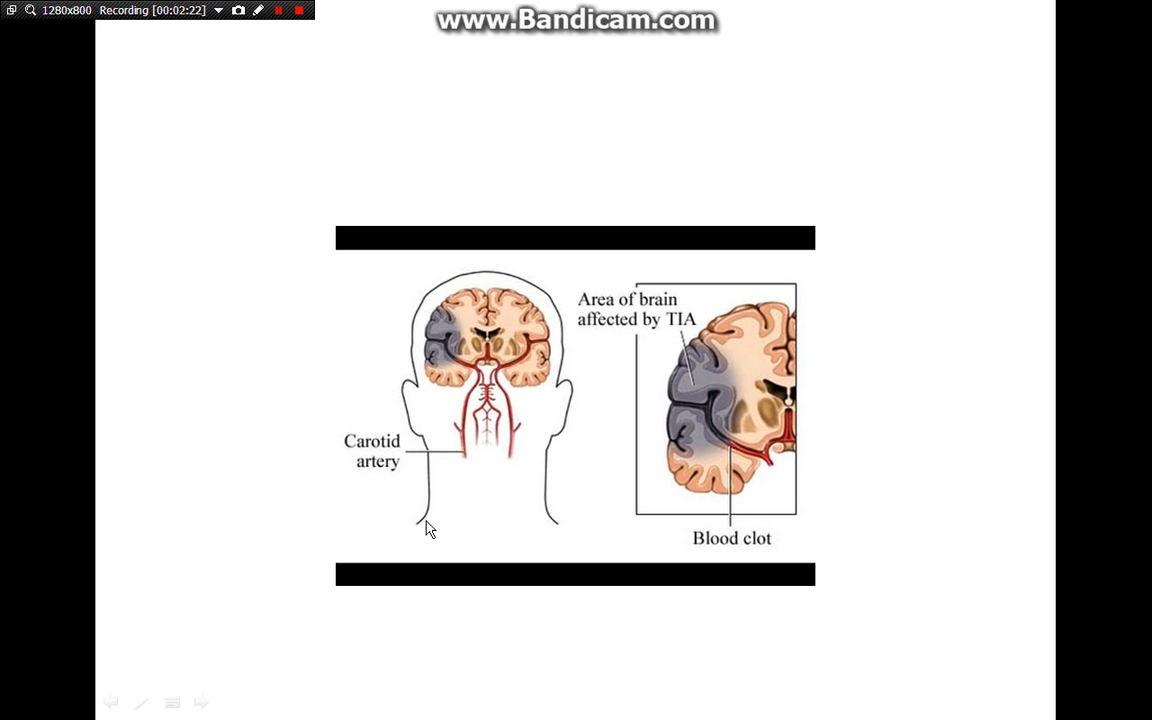 1280x800 Recording [00:02:22]
www.Bandicam.com
Area of brain
affected by TIA
Carotid
artery
Blood clot